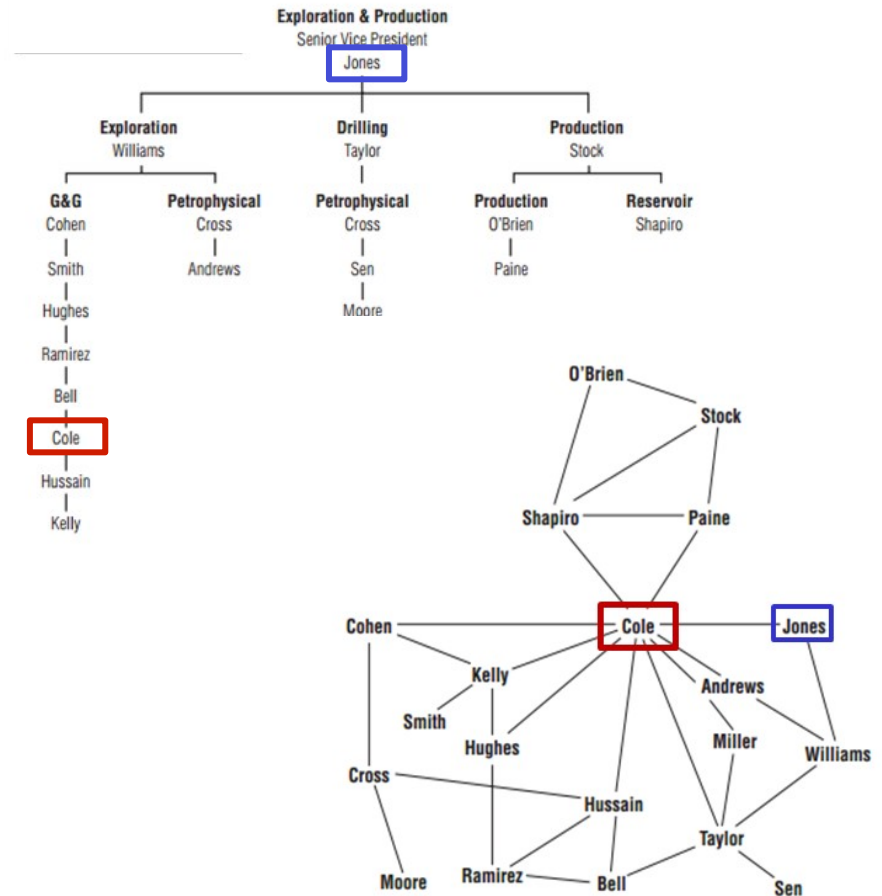 Exploration & Production
Senior Vice President
Jones
Exploration
Williams
Drilling
Taylor
Production
Stock
G&G
Cohen
Petrophysical
Cross
Petrophysical
Cross
Production
O'Brien
Reservoir
Shapiro
Smith
Andrews
Sen
Paine
Hughes
Moore
Ramirez
Bell
Cole
Hussain
Kelly
O'Brien
Stock
Shapiro
Paine
Cohen
Cole
Jones
Kelly
Andrews
Smith
Hughes
Miller
Williams
Cross
Hussain
Taylor
Moore
Ramirez
Bell
Sen